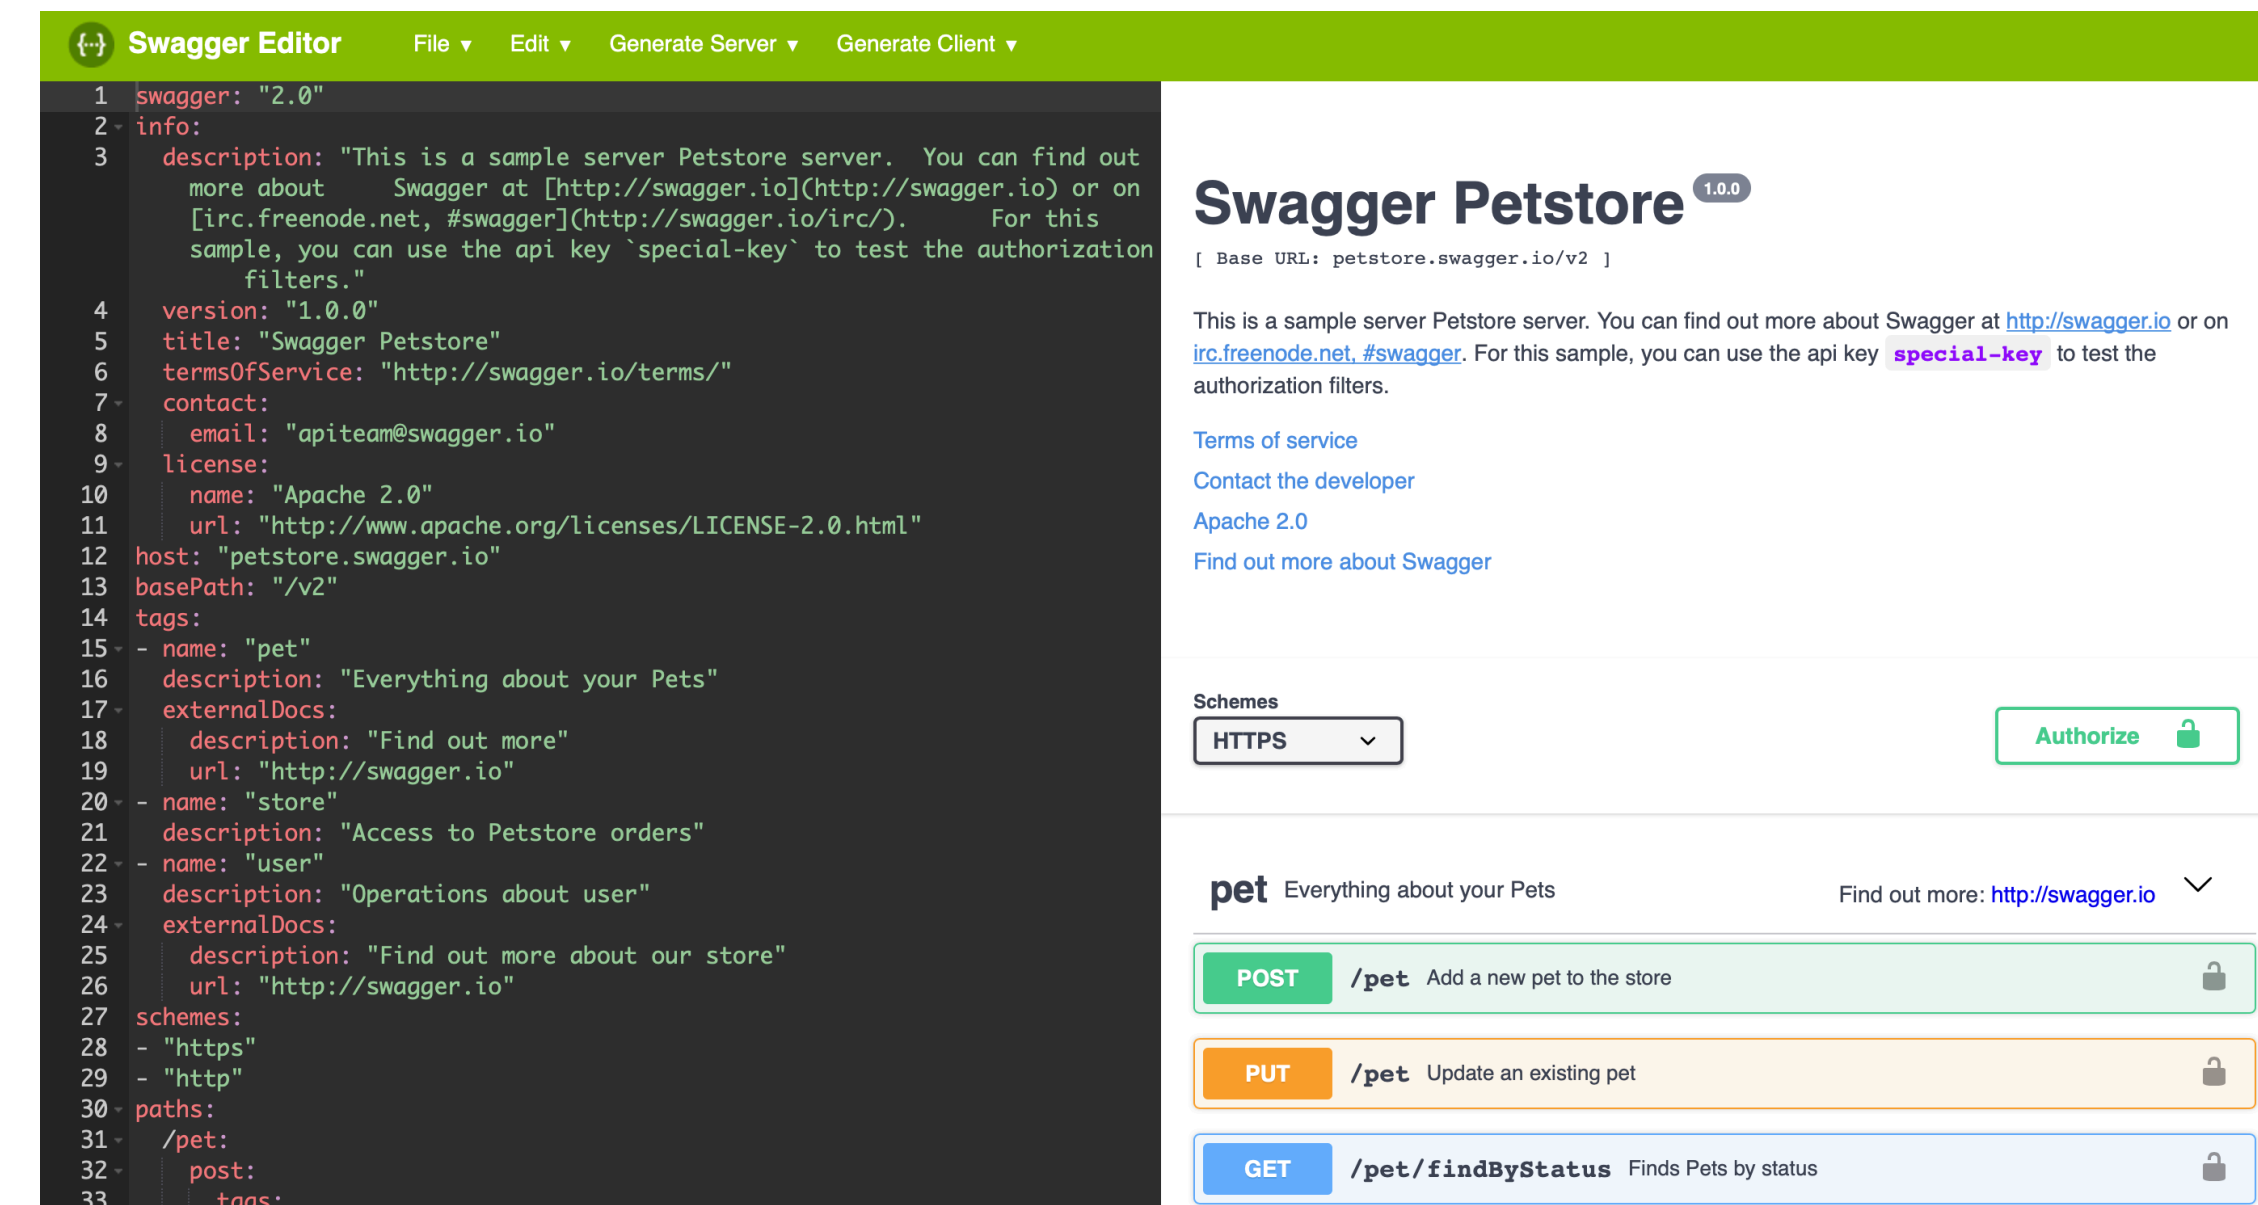 Swagger Editor File ▾ Edit ▾ Generate Server ▾ Generate Client ▾
1 swagger: "2.0"
2 info:
3 description: "This is a sample server Petstore server.  You can find out
more about     Swagger at [http://swagger.io](http://swagger.io) or on
[irc.freenode.net, #swagger](http://swagger.io/irc/).      For this
sample, you can use the api key `special-key` to test the authorization
filters."
4 version: "1.0.0"
5 title: "Swagger Petstore"
6 termsOfService: "http://swagger.io/terms/"
7 contact:
8 email: "apiteam@swagger.io"
9 license:
10 name: "Apache 2.0"
11 url: "http://www.apache.org/licenses/LICENSE-2.0.html"
12 host: "petstore.swagger.io"
13 basePath: "/v2"
14 tags:
15 - name: "pet"
16 description: "Everything about your Pets"
17 externalDocs:
18 description: "Find out more"
19 url: "http://swagger.io"
20 - name: "store"
21 description: "Access to Petstore orders"
22 - name: "user"
23 description: "Operations about user"
24 externalDocs:
25 description: "Find out more about our store"
26 url: "http://swagger.io"
27 schemes:
28 - "https"
29 - "http"
30 paths:
31 /pet:
32 post:
33 tags:
Swagger Petstore 1.0.0
[ Base URL: petstore.swagger.io/v2 ]
This is a sample server Petstore server. You can find out more about Swagger at http://swagger.io or on
irc.freenode.net, #swagger. For this sample, you can use the api key special-key to test the
authorization filters.
Terms of service
Contact the developer
Apache 2.0
Find out more about Swagger
Schemes
HTTPS
Authorize
pet Everything about your Pets Find out more: http://swagger.io
POST /pet Add a new pet to the store
PUT /pet Update an existing pet
GET /pet/findByStatus Finds Pets by status